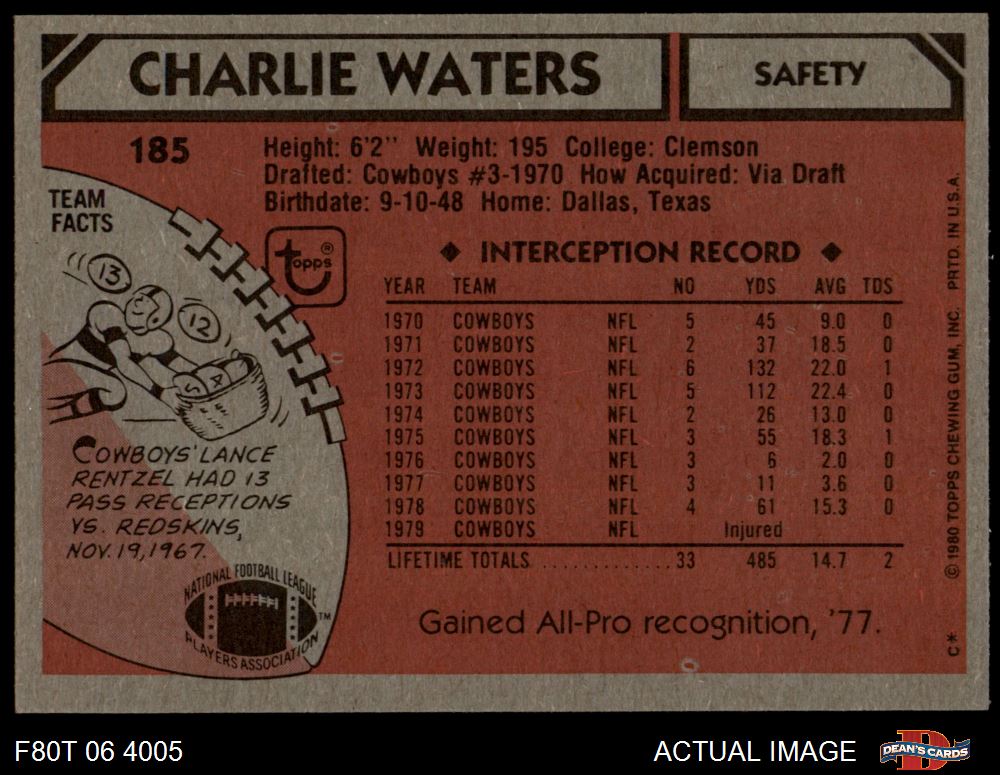 CHARLIE WATERS
SAFETY
185
Height: 6'2" Weight: 195 College: Clemson
Drafted: Cowboys #3-1970 How Acquired: Via Draft
Birthdate: 9-10-48 Home: Dallas, Texas
TEAM
FACTS
13
12
5 4
COWBOYS' LANCE
RENTZEL HAD 13
PASS RECEPTIONS
VS. REDSKINS,
NOV. 19, 1967.
topps®
◆ INTERCEPTION RECORD ◆
YEAR TEAM NO YDS AVG TDS
1970 COWBOYS NFL 5 45 9.0 0
1971 COWBOYS NFL 2 37 18.5 0
1972 COWBOYS NFL 6 132 22.0 1
1973 COWBOYS NFL 5 112 22.4 0
1974 COWBOYS NFL 2 26 13.0 0
1975 COWBOYS NFL 3 55 18.3 1
1976 COWBOYS NFL 3 6 2.0 0
1977 COWBOYS NFL 3 11 3.6 0
1978 COWBOYS NFL 4 61 15.3 0
1979 COWBOYS NFL Injured
LIFETIME TOTALS ............ 33 485 14.7 2
Gained All-Pro recognition, '77.
NATIONAL FOOTBALL LEAGUE
PLAYERS ASSOCIATION
TM
C* © 1980 TOPPS CHEWING GUM, INC. PRTD. IN U.S.A.
F80T 06 4005
ACTUAL IMAGE
D
DEAN'S CARDS